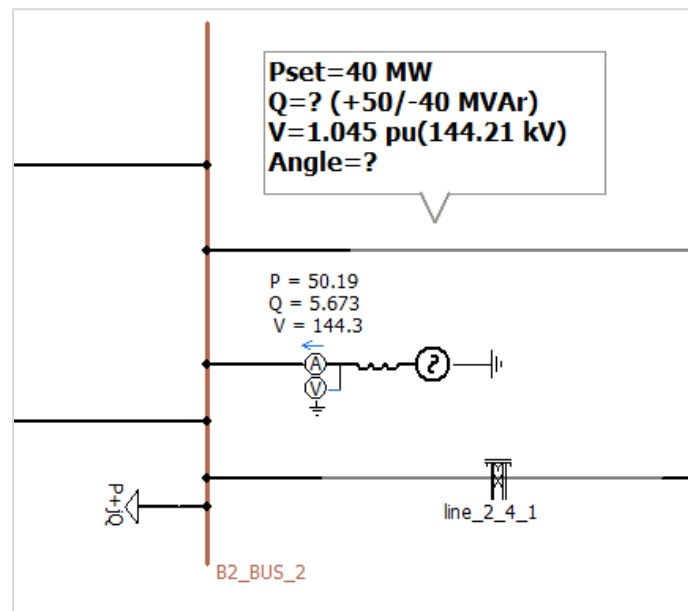 Pset=40 MW
Q=? (+50/-40 MVAr)
V=1.045 pu(144.21 kV)
Angle=?
P = 50.19
Q = 5.673
V = 144.3
A
V
P+jQ
line_2_4_1
B2_BUS_2